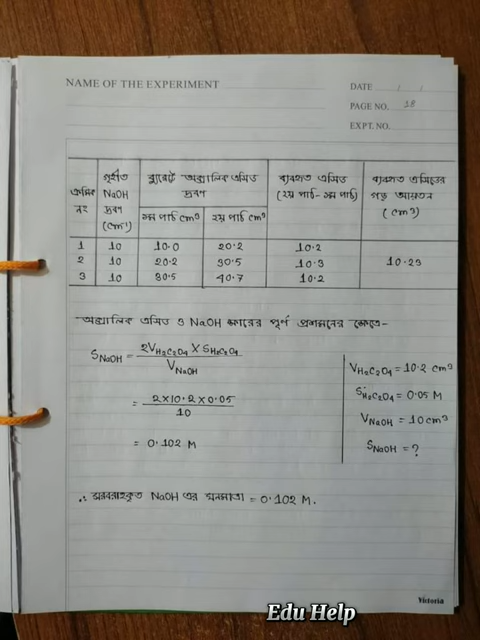 NAME OF THE EXPERIMENT
DATE / /
PAGE NO. 18
EXPT. NO.
ক্রমিক নং | গৃহীত NaOH দ্রবণ (cm³) | ব্যুরেটে অক্সালিক এসিড দ্রবণ | ব্যবহৃত এসিড (২য় পাঠ - ১ম পাঠ) | ব্যবহৃত এসিডের গড় আয়তন (cm³)
১ম পাঠ cm³ | ২য় পাঠ cm³
1 | 10 | 10.0 | 20.2 | 10.2
2 | 10 | 20.2 | 30.5 | 10.3 | 10.23
3 | 10 | 30.5 | 40.7 | 10.2
অক্সালিক এসিড ও NaOH ক্ষারের পূর্ণ প্রশমনের ক্ষেত্রে-
S_NaOH = 2V_H₂C₂O₄ × S_H₂C₂O₄ / V_NaOH
= 2×10.2×0.05 / 10
= 0.102 M
V_H₂C₂O₄ = 10.2 cm³
S_H₂C₂O₄ = 0.05 M
V_NaOH = 10 cm³
S_NaOH = ?
∴ সরবরাহকৃত NaOH এর ঘনমাত্রা = 0.102 M.
Victoria
Edu Help